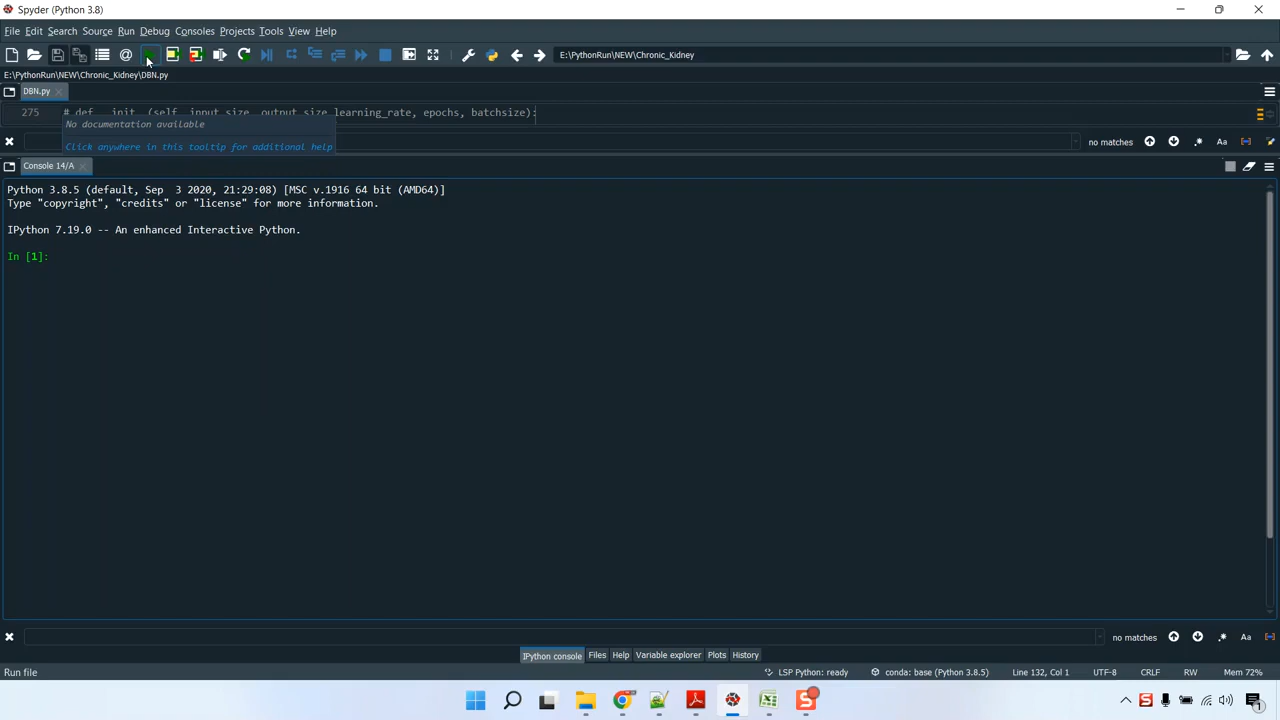 Spyder (Python 3.8)
File Edit Search Source Run Debug Consoles Projects Tools View Help
E:\PythonRun\NEW\Chronic_Kidney
E:\PythonRun\NEW\Chronic_Kidney\DBN.py
DBN.py
275 # def __init__(self, input_size, output_size,learning_rate, epochs, batchsize):
No documentation available
Click anywhere in this tooltip for additional help
no matches
Aa
Console 14/A
Python 3.8.5 (default, Sep 3 2020, 21:29:08) [MSC v.1916 64 bit (AMD64)]
Type "copyright", "credits" or "license" for more information.
IPython 7.19.0 -- An enhanced Interactive Python.
In [1]:
no matches
Aa
IPython console Files Help Variable explorer Plots History
Run file LSP Python: ready conda: base (Python 3.8.5) Line 132, Col 1 UTF-8 CRLF RW Mem 72%